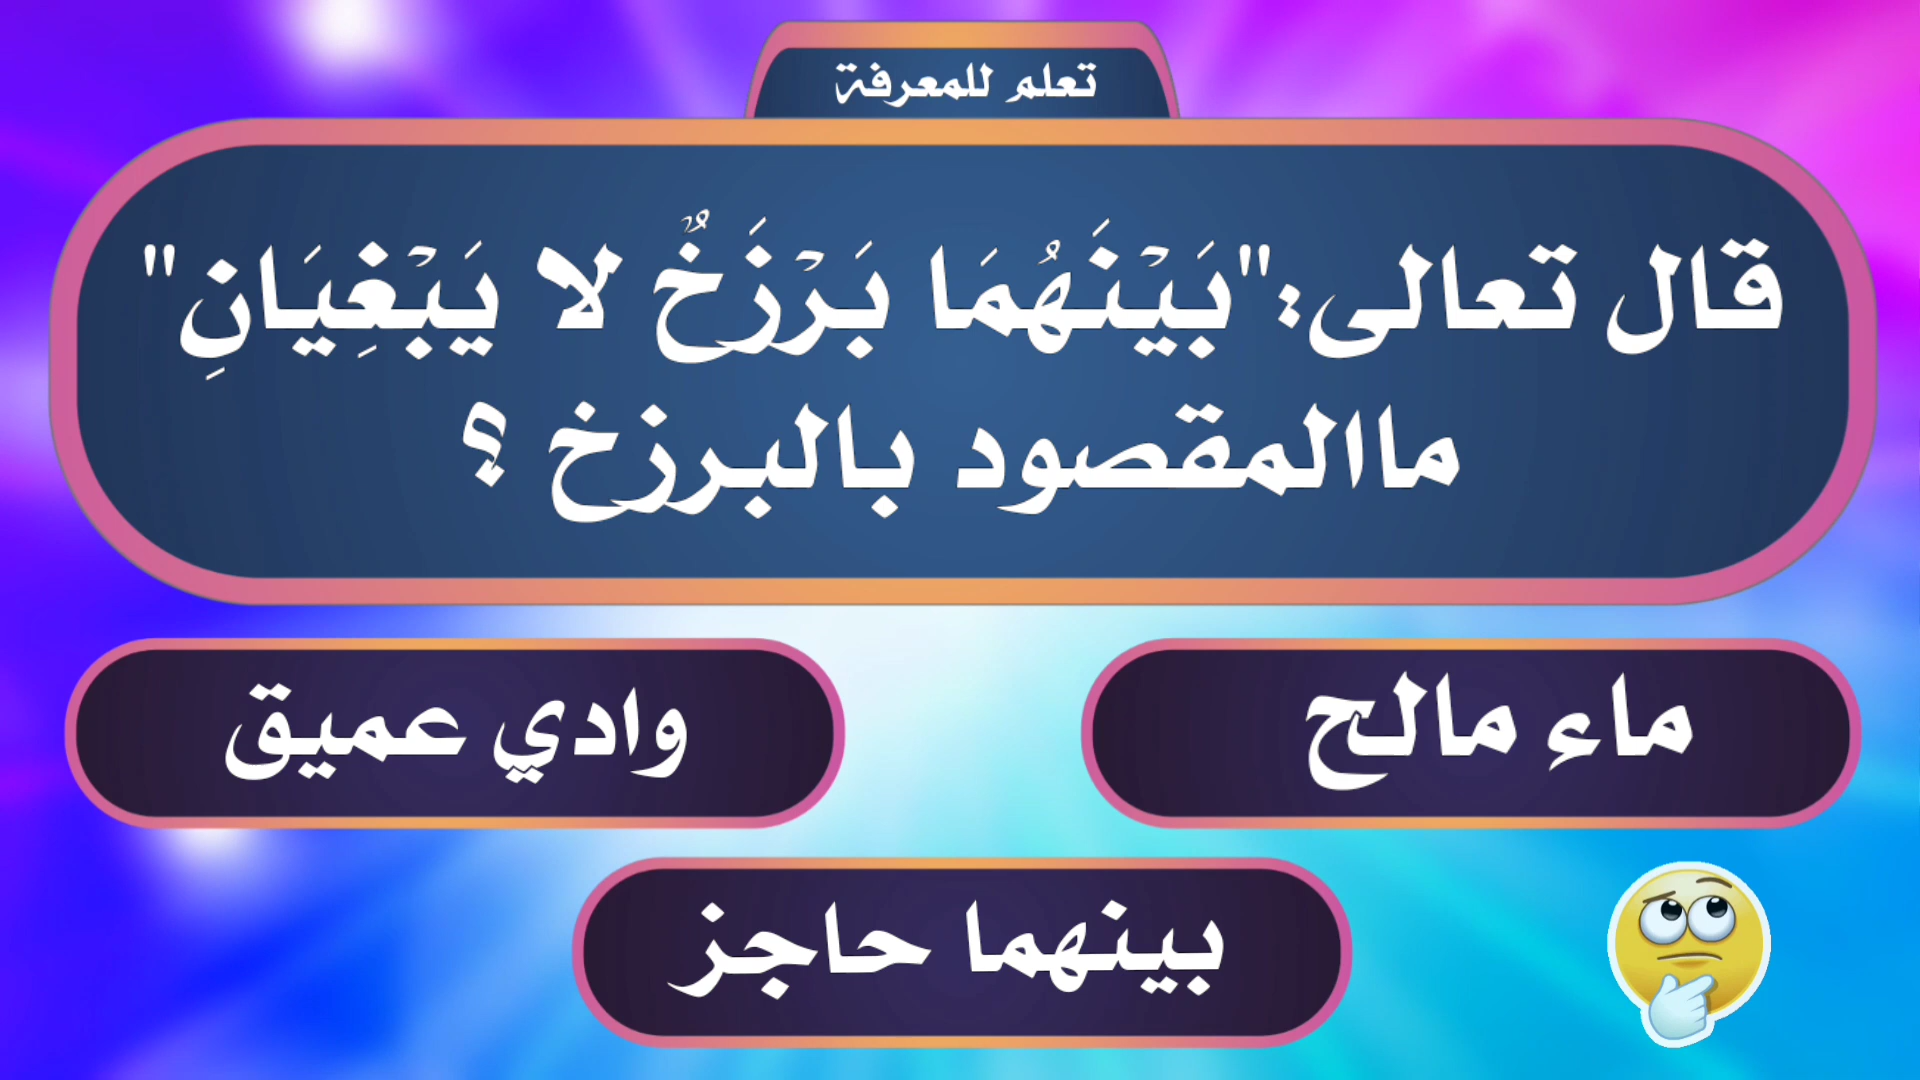 تعلم للمعرفة
قال تعالى:"بَيْنَهُمَا بَرْزَخٌ لا يَبْغِيَانِ"
ماالمقصود بالبرزخ ؟
ماء مالح
وادي عميق
بينهما حاجز